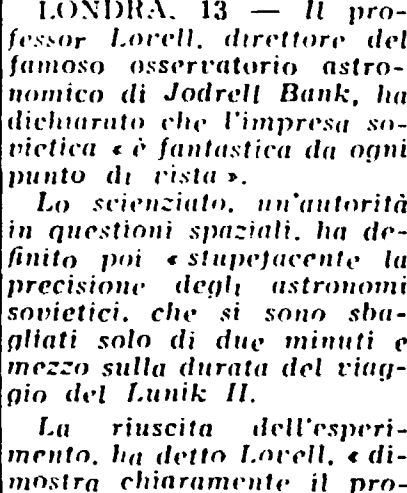 LONDRA, 13 — Il pro-
fessor Lovell, direttore del
famoso osservatorio astro-
nomico di Jodrell Bank, ha
dichiarato che l'impresa so-
vietica « è fantastica da ogni
punto di vista ».
Lo scienziato, un'autorità
in questioni spaziali, ha de-
finito poi « stupefacente la
precisione degli astronomi
sovietici, che si sono sba-
gliati solo di due minuti e
mezzo sulla durata del viag-
gio del Lunik II.
La riuscita dell'esperi-
mento, ha detto Lovell, « di-
mostra chiaramente il pro-